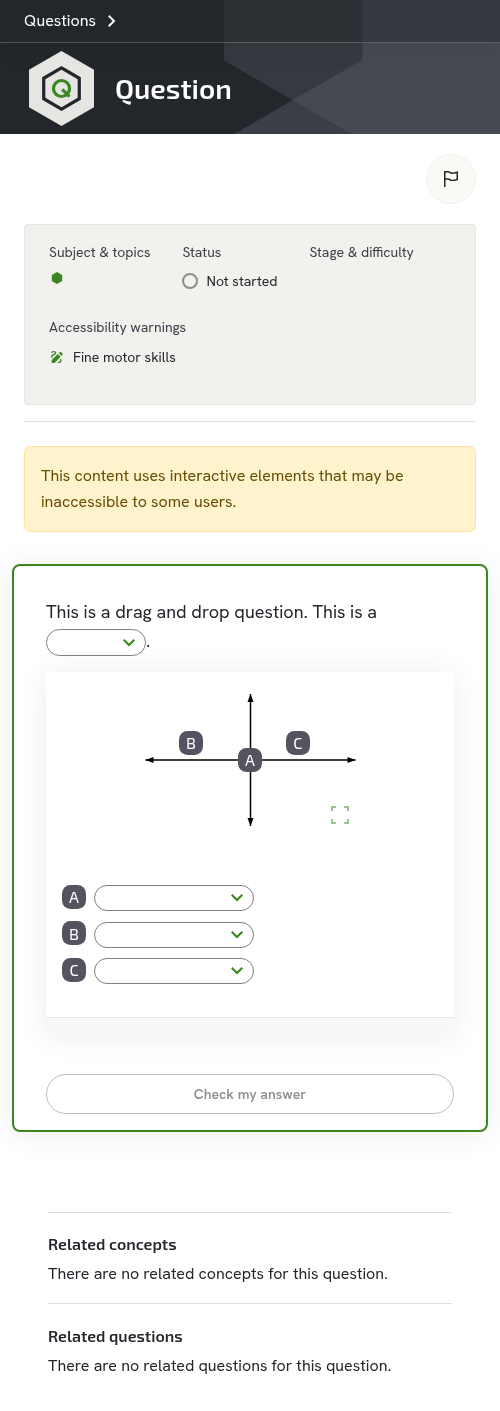 Questions
Question
Subject & topics
Status
Stage & difficulty
Not started
Accessibility warnings
Fine motor skills
This content uses interactive elements that may be
inaccessible to some users.
This is a drag and drop question. This is a
.
B
C
A
A
B
C
Check my answer
Related concepts
There are no related concepts for this question.
Related questions
There are no related questions for this question.